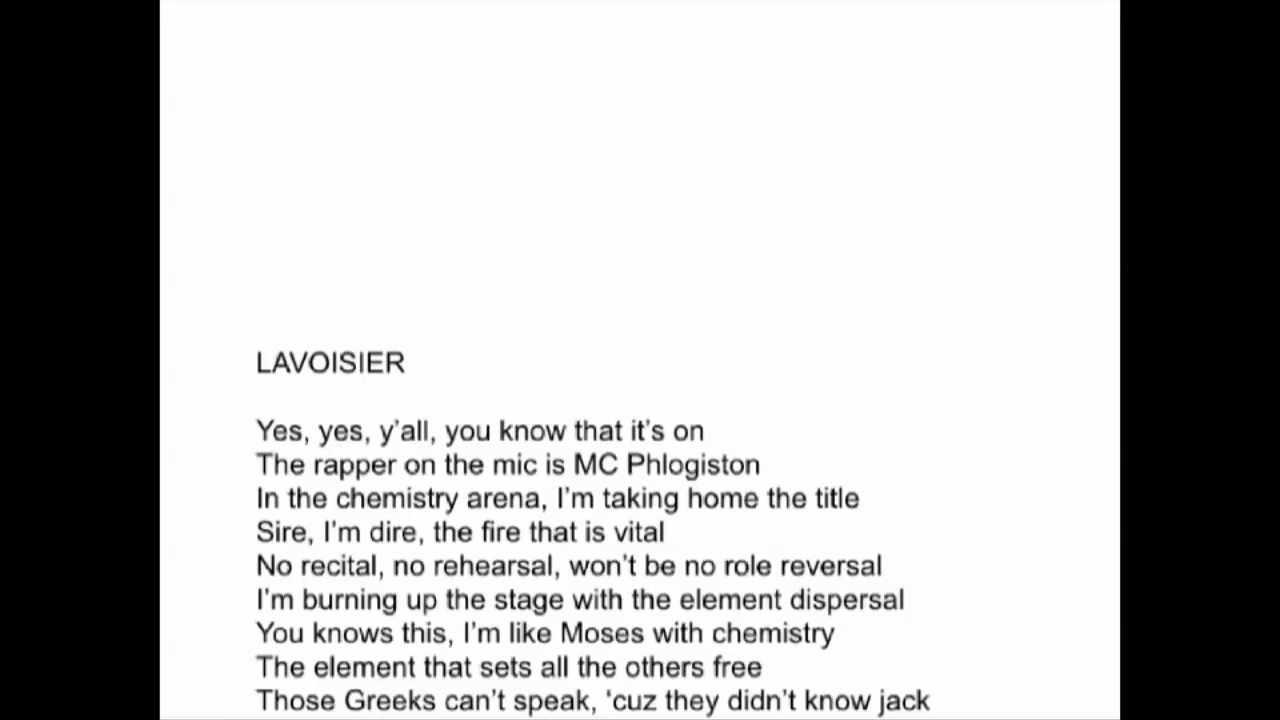 LAVOISIER
Yes, yes, y’all, you know that it’s on
The rapper on the mic is MC Phlogiston
In the chemistry arena, I’m taking home the title
Sire, I’m dire, the fire that is vital
No recital, no rehearsal, won’t be no role reversal
I’m burning up the stage with the element dispersal
You knows this, I’m like Moses with chemistry
The element that sets all the others free
Those Greeks can’t speak, ‘cuz they didn’t know jack